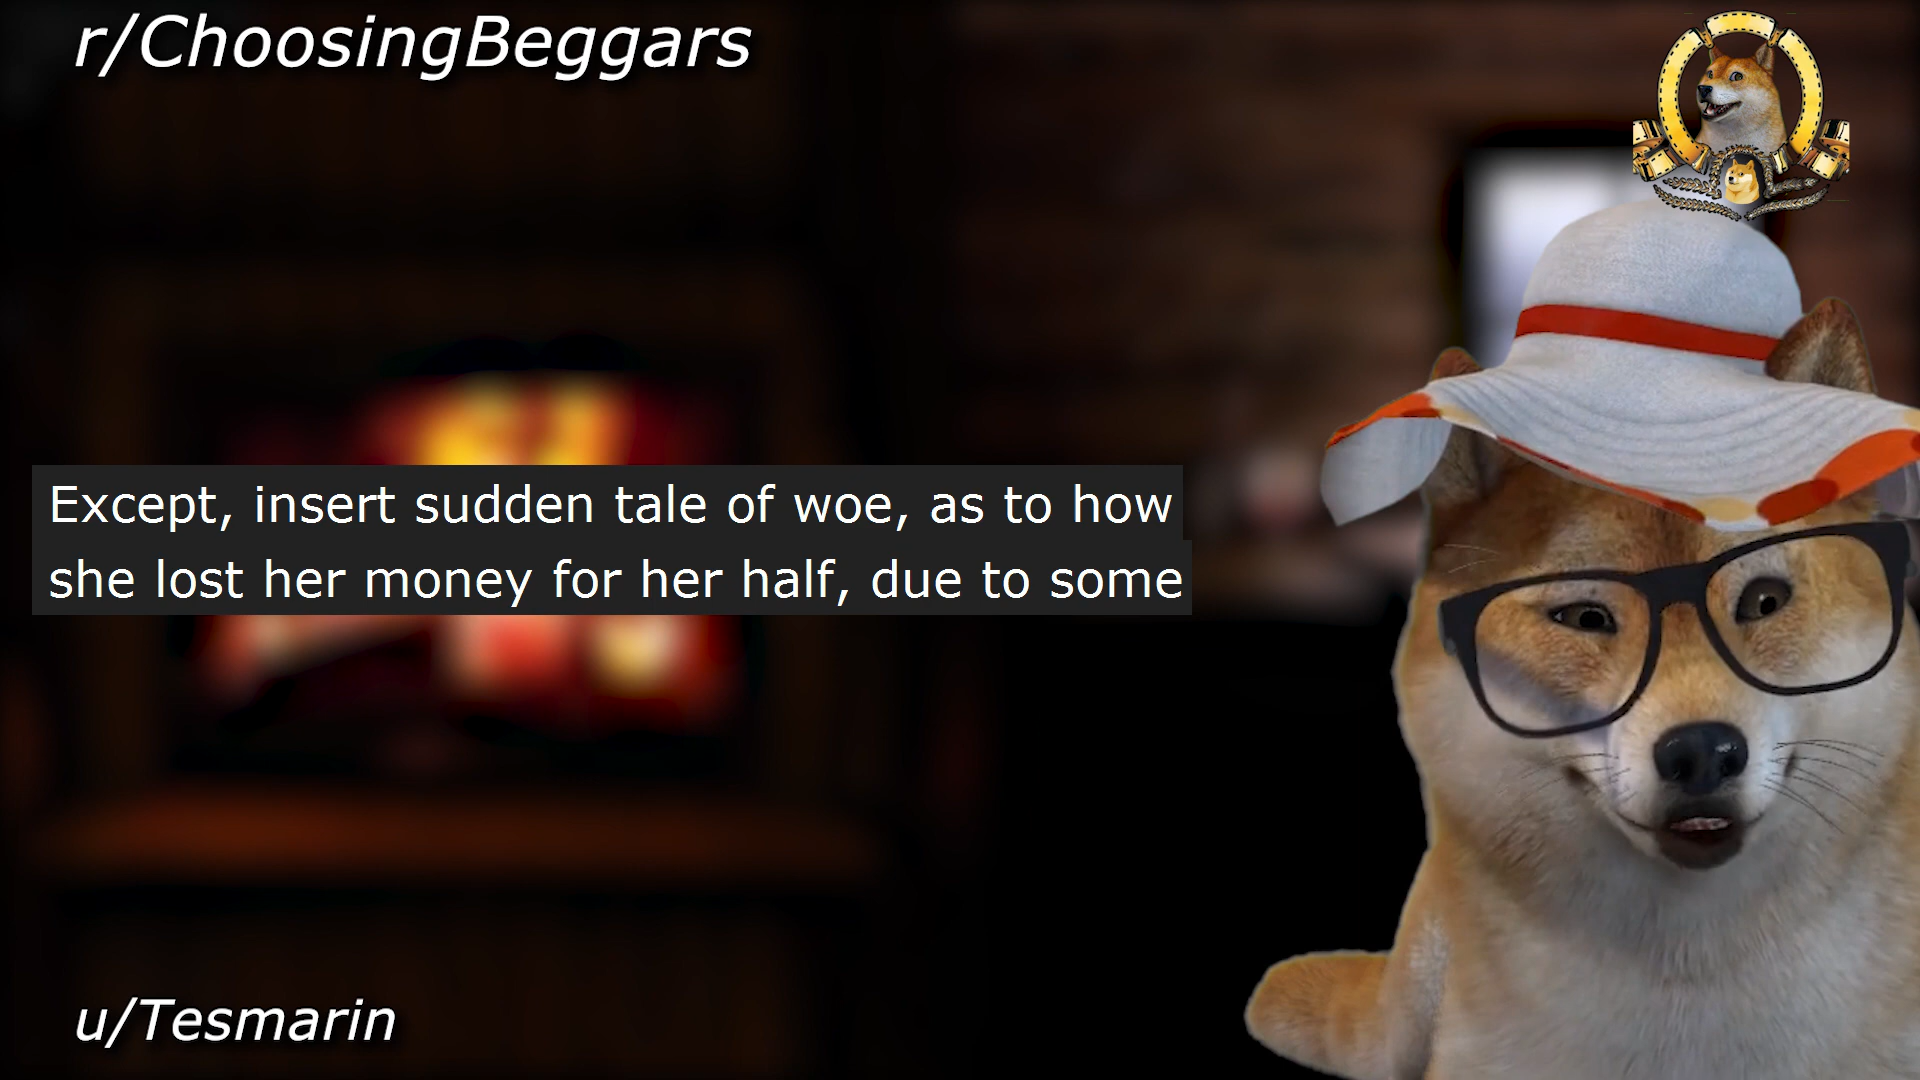 r/ChoosingBeggars
Except, insert sudden tale of woe, as to how
she lost her money for her half, due to some
u/Tesmarin